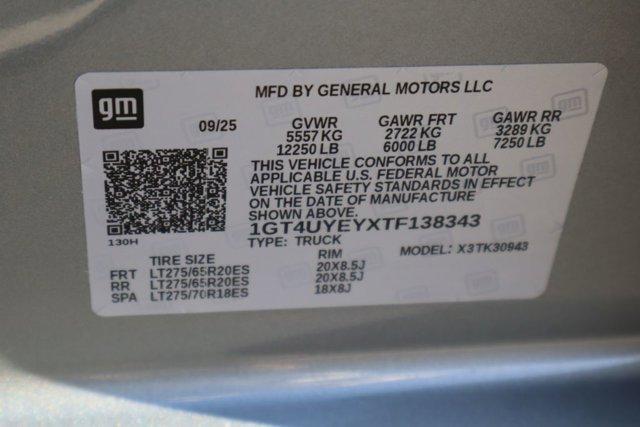 gm
MFD BY GENERAL MOTORS LLC
09/25 GVWR GAWR FRT GAWR RR
5557 KG 2722 KG 3289 KG
12250 LB 6000 LB 7250 LB
THIS VEHICLE CONFORMS TO ALL
APPLICABLE U.S. FEDERAL MOTOR
VEHICLE SAFETY STANDARDS IN EFFECT
ON THE DATE OF MANUFACTURE
SHOWN ABOVE.
1GT4UYEYXTF138343
130H
TYPE: TRUCK MODEL: X3TK30943
TIRE SIZE RIM
FRT LT275/65R20ES 20X8.5J
RR LT275/65R20ES 20X8.5J
SPA LT275/70R18ES 18X8J